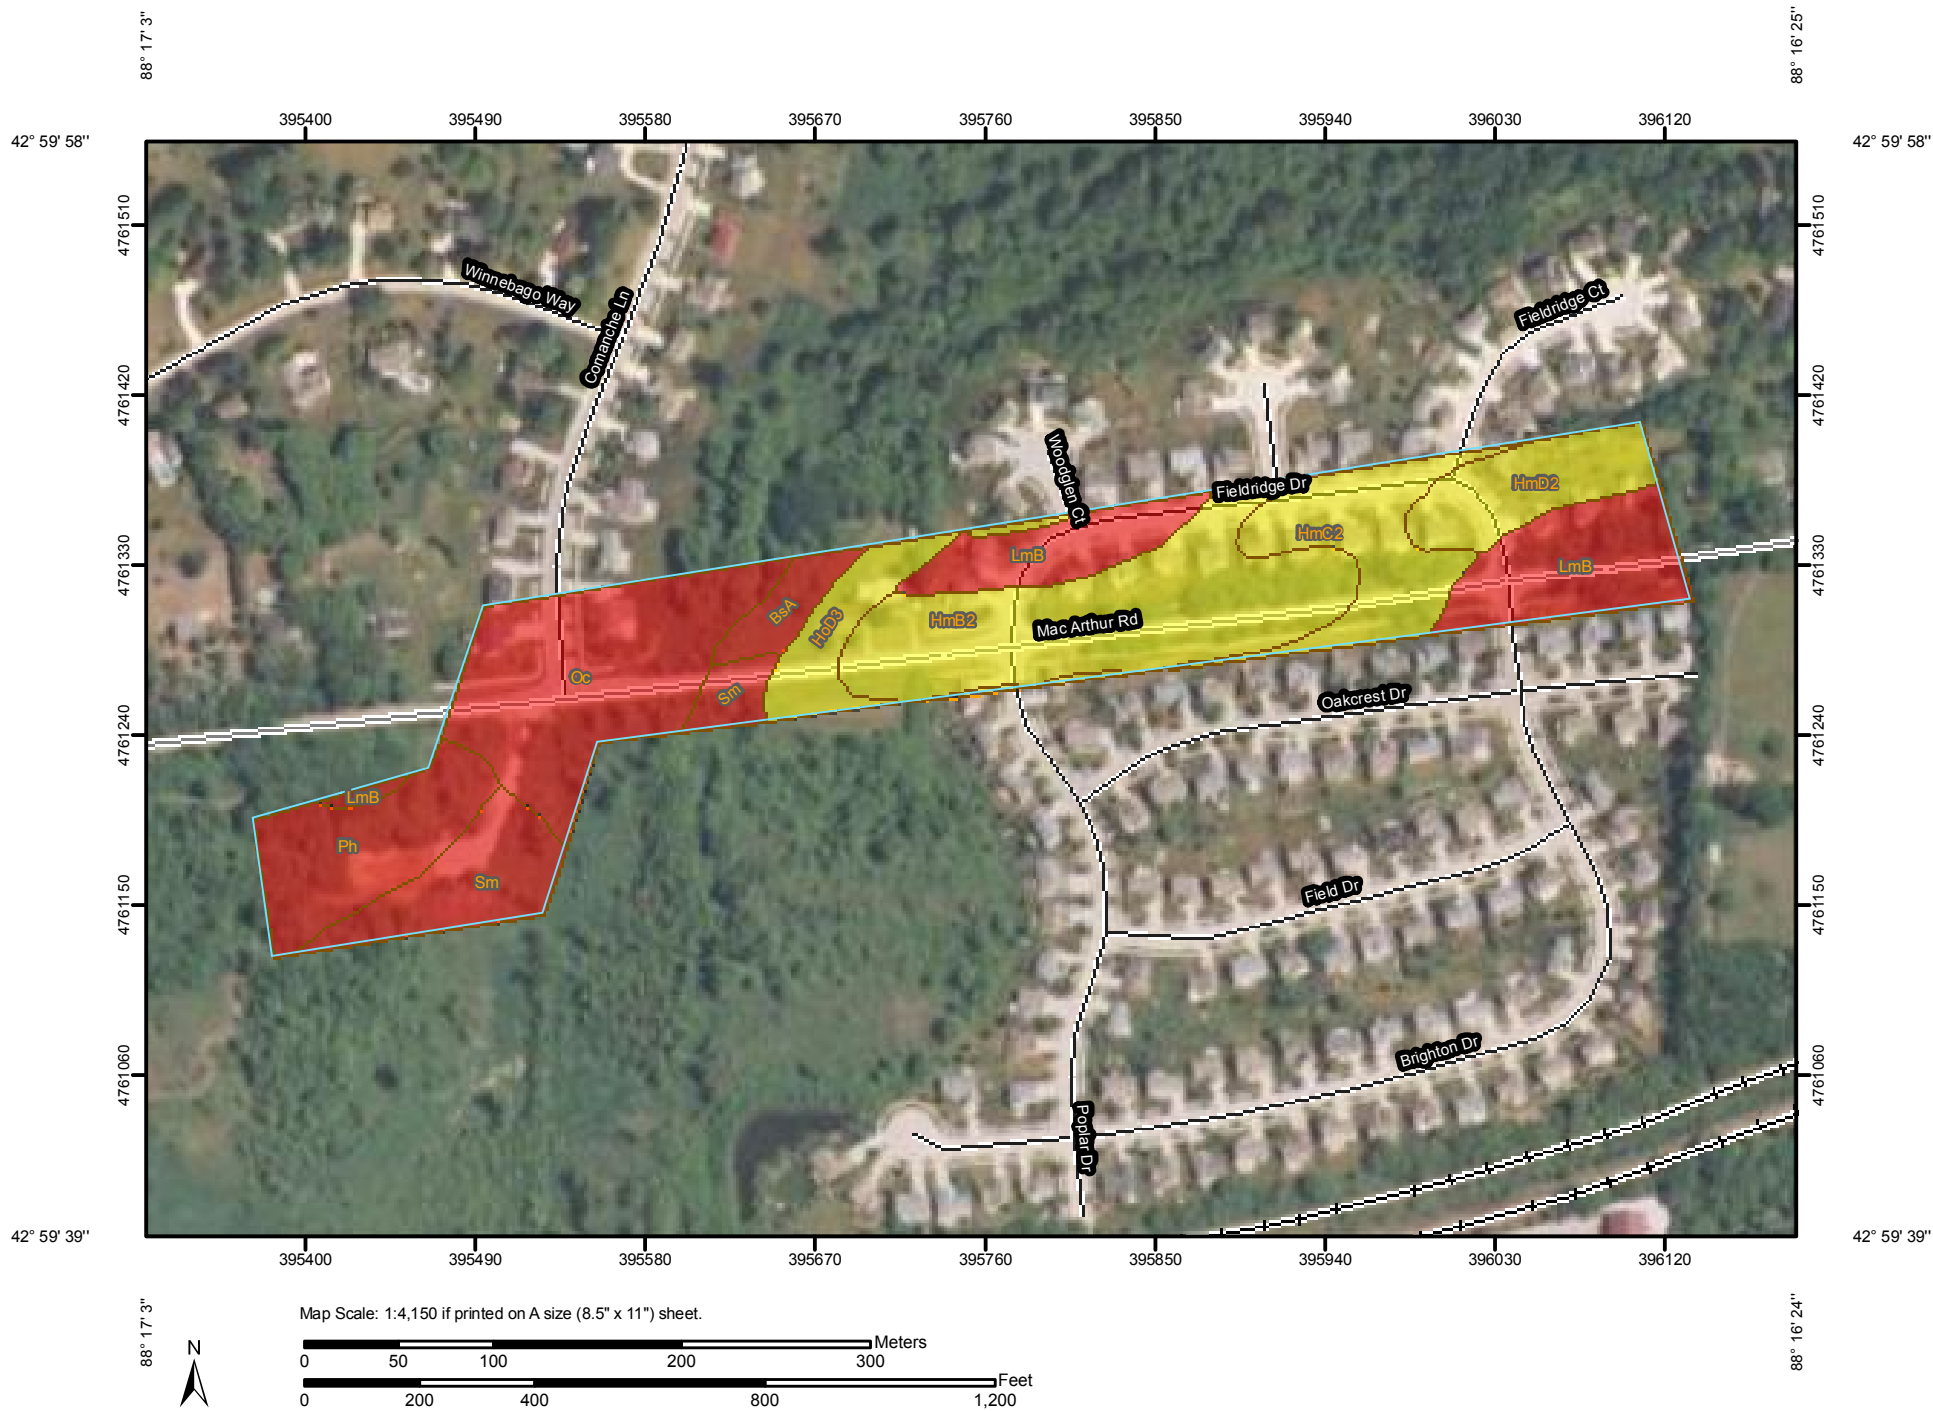 88° 17' 3''
88° 16' 25''
395400 395490 395580 395670 395760 395850 395940 396030 396120
42° 59' 58''
42° 59' 58''
4761510
4761510
Winnebago Way
Comanche Ln
Fieldridge Ct
4761420
4761420
Woodglen Ct
Fieldridge Dr
HmD2
HmC2
4761330
LmB
LmB
4761330
BsA
HoD3
HmB2
Mac Arthur Rd
Oc
Sm
Oakcrest Dr
4761240
4761240
LmB
Ph
Sm
Field Dr
4761150
4761150
Brighton Dr
4761060
4761060
Poplar Dr
42° 59' 39''
42° 59' 39''
395400 395490 395580 395670 395760 395850 395940 396030 396120
88° 17' 3''
88° 16' 24''
Map Scale: 1:4,150 if printed on A size (8.5" x 11") sheet.
N
Meters
0 50 100 200 300
Feet
0 200 400 800 1,200